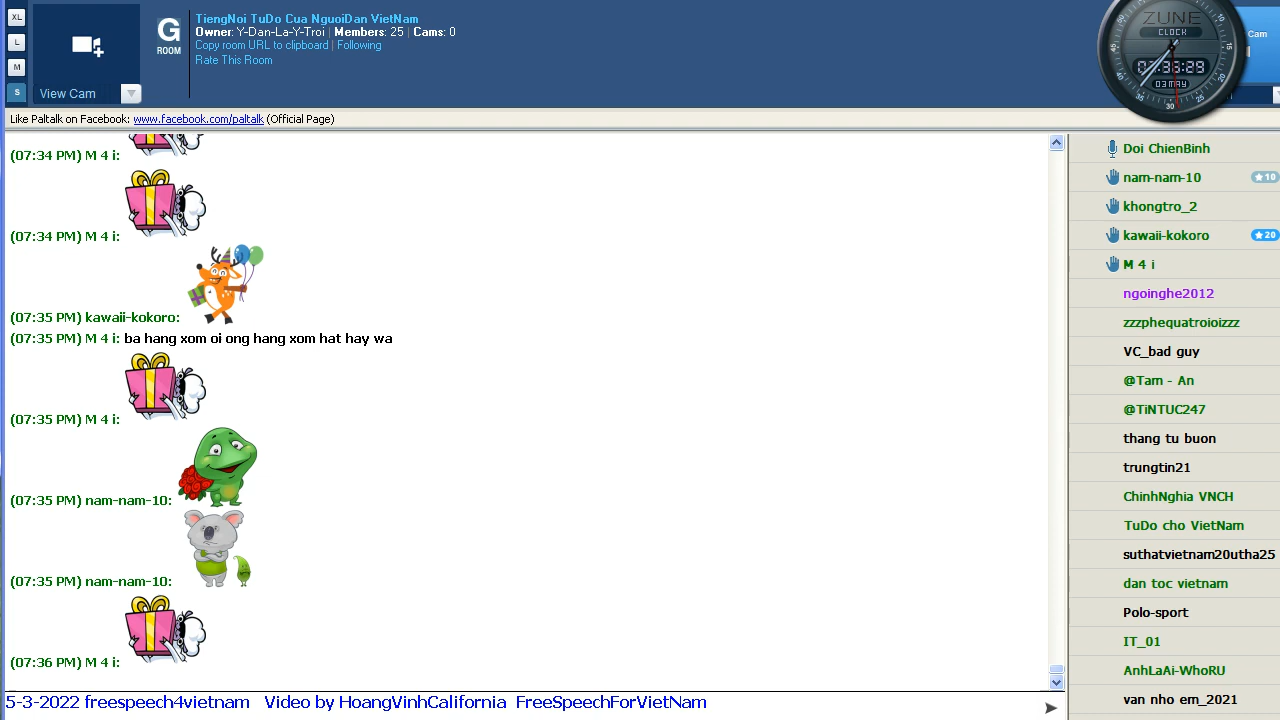 XL
L
M
S
View Cam
G
ROOM
TiengNoi TuDo Cua NguoiDan VietNam
Owner: Y-Dan-La-Y-Troi | Members: 25 | Cams: 0
Copy room URL to clipboard | Following
Rate This Room
ZUNE
CLOCK
03MAY
Cam
Like Paltalk on Facebook: www.facebook.com/paltalk (Official Page)
(07:34 PM) M 4 i:
(07:34 PM) M 4 i:
(07:35 PM) kawaii-kokoro:
(07:35 PM) M 4 i: ba hang xom oi ong hang xom hat hay wa
(07:35 PM) M 4 i:
(07:35 PM) nam-nam-10:
(07:35 PM) nam-nam-10:
(07:36 PM) M 4 i:
Doi ChienBinh
nam-nam-10 10
khongtro_2
kawaii-kokoro 20
M 4 i
ngoinghe2012
zzzphequatroioizzz
VC_bad guy
@Tam - An
@TiNTUC247
thang tu buon
trungtin21
ChinhNghia VNCH
TuDo cho VietNam
suthatvietnam20utha25
dan toc vietnam
Polo-sport
IT_01
AnhLaAi-WhoRU
van nho em_2021
5-3-2022 freespeech4vietnam Video by HoangVinhCalifornia FreeSpeechForVietNam